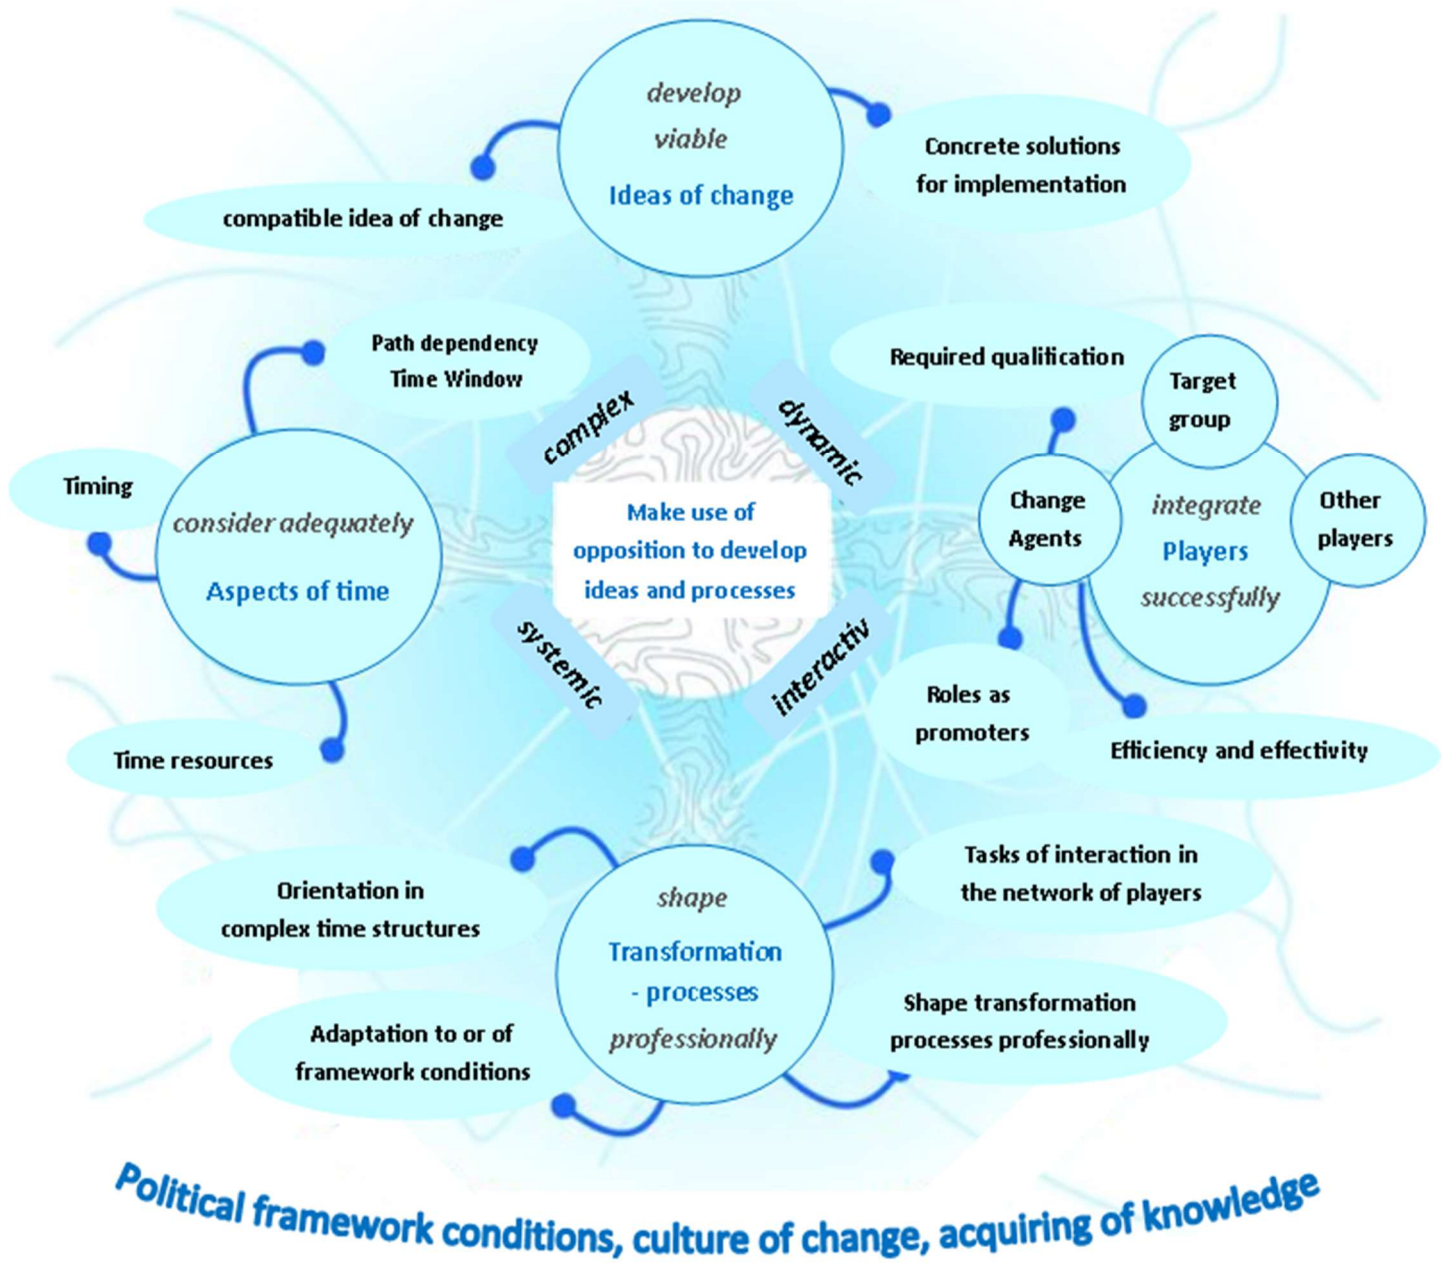 develop
viable
Ideas of change
compatible idea of change
Concrete solutions
for implementation
Path dependency
Time Window
Timing
consider adequately
Aspects of time
Time resources
complex
dynamic
Make use of
opposition to develop
ideas and processes
systemic
interactiv
Required qualification
Target
group
Change
Agents
integrate
Players
successfully
Other
players
Roles as
promoters
Efficiency and effectivity
Orientation in
complex time structures
Adaptation to or of
framework conditions
shape
Transformation
- processes
professionally
Tasks of interaction in
the network of players
Shape transformation
processes professionally
Political framework conditions, culture of change, acquiring of knowledge